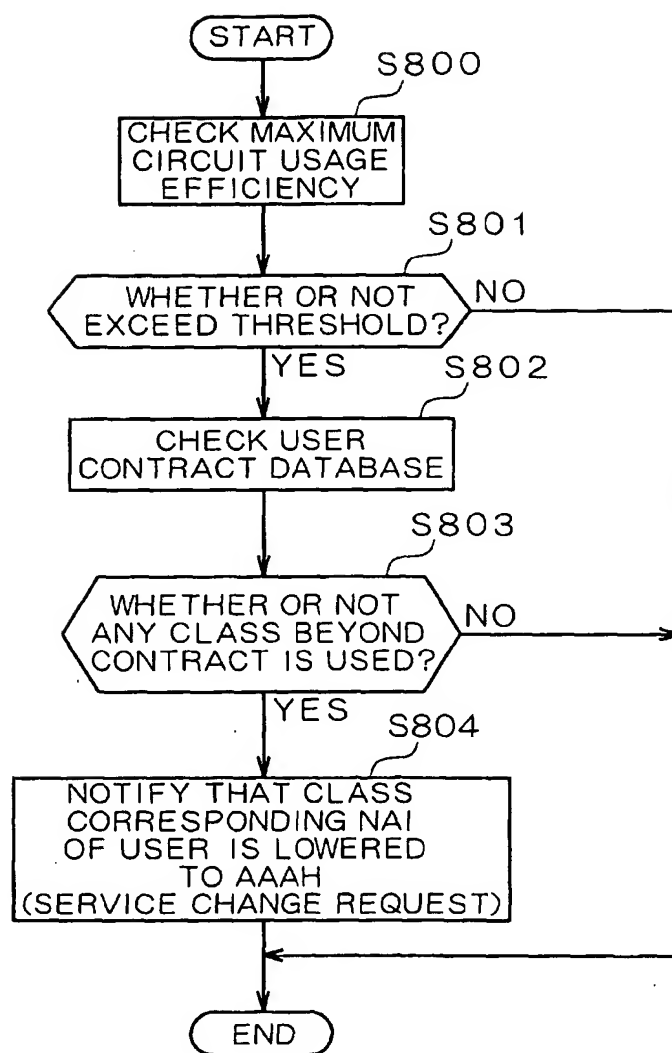 START
S800
CHECK MAXIMUM
CIRCUIT USAGE
EFFICIENCY
S801
WHETHER OR NOT
EXCEED THRESHOLD?
NO
YES
S802
CHECK USER
CONTRACT DATABASE
S803
WHETHER OR NOT
ANY CLASS BEYOND
CONTRACT IS USED?
NO
YES
S804
NOTIFY THAT CLASS
CORRESPONDING NAI
OF USER IS LOWERED
TO AAAH
(SERVICE CHANGE REQUEST)
END